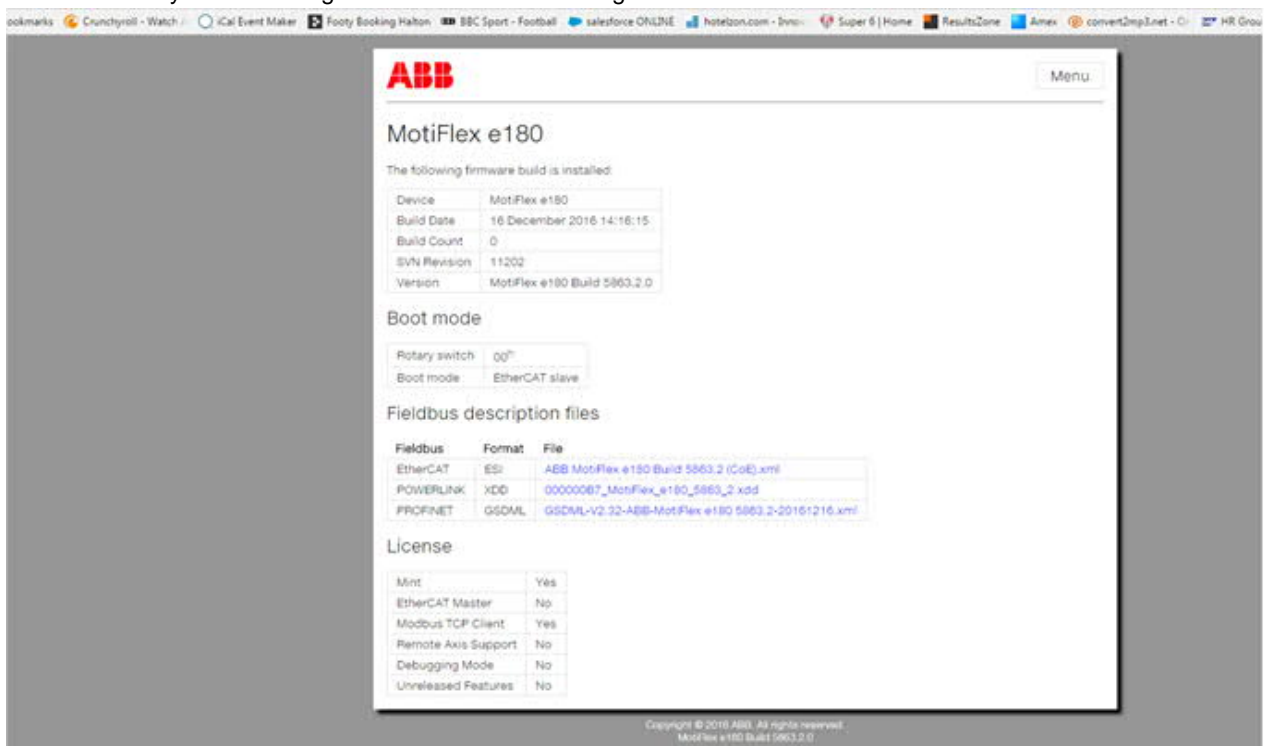 ookmarks Crunchyroll - Watch iCal Event Maker Footy Booking Halton BBC Sport - Football salesforce ONLINE hotelzon.com - Inno Super 6 | Home ResultsZone Amex convert2mp3.net - HR Grou
ABB
Menu
MotiFlex e180
The following firmware build is installed:
Device MotiFlex e180
Build Date 16 December 2016 14:16:15
Build Count 0
SVN Revision 11202
Version MotiFlex e180 Build 5863.2.0
Boot mode
Rotary switch 00
Boot mode EtherCAT slave
Fieldbus description files
Fieldbus Format File
EtherCAT ESI ABB MotiFlex e180 Build 5863.2 (CoE).xml
POWERLINK XDD 000000B7_MotiFlex_e180_5863_2.xdd
PROFINET GSDML GSDML-V2.32-ABB-MotiFlex e180 5863.2-20161216.xml
License
Mint Yes
EtherCAT Master No
Modbus TCP Client Yes
Remote Axis Support No
Debugging Mode No
Unreleased Features No
Copyright © 2016 ABB. All rights reserved.
MotiFlex e180 Build 5863.2.0